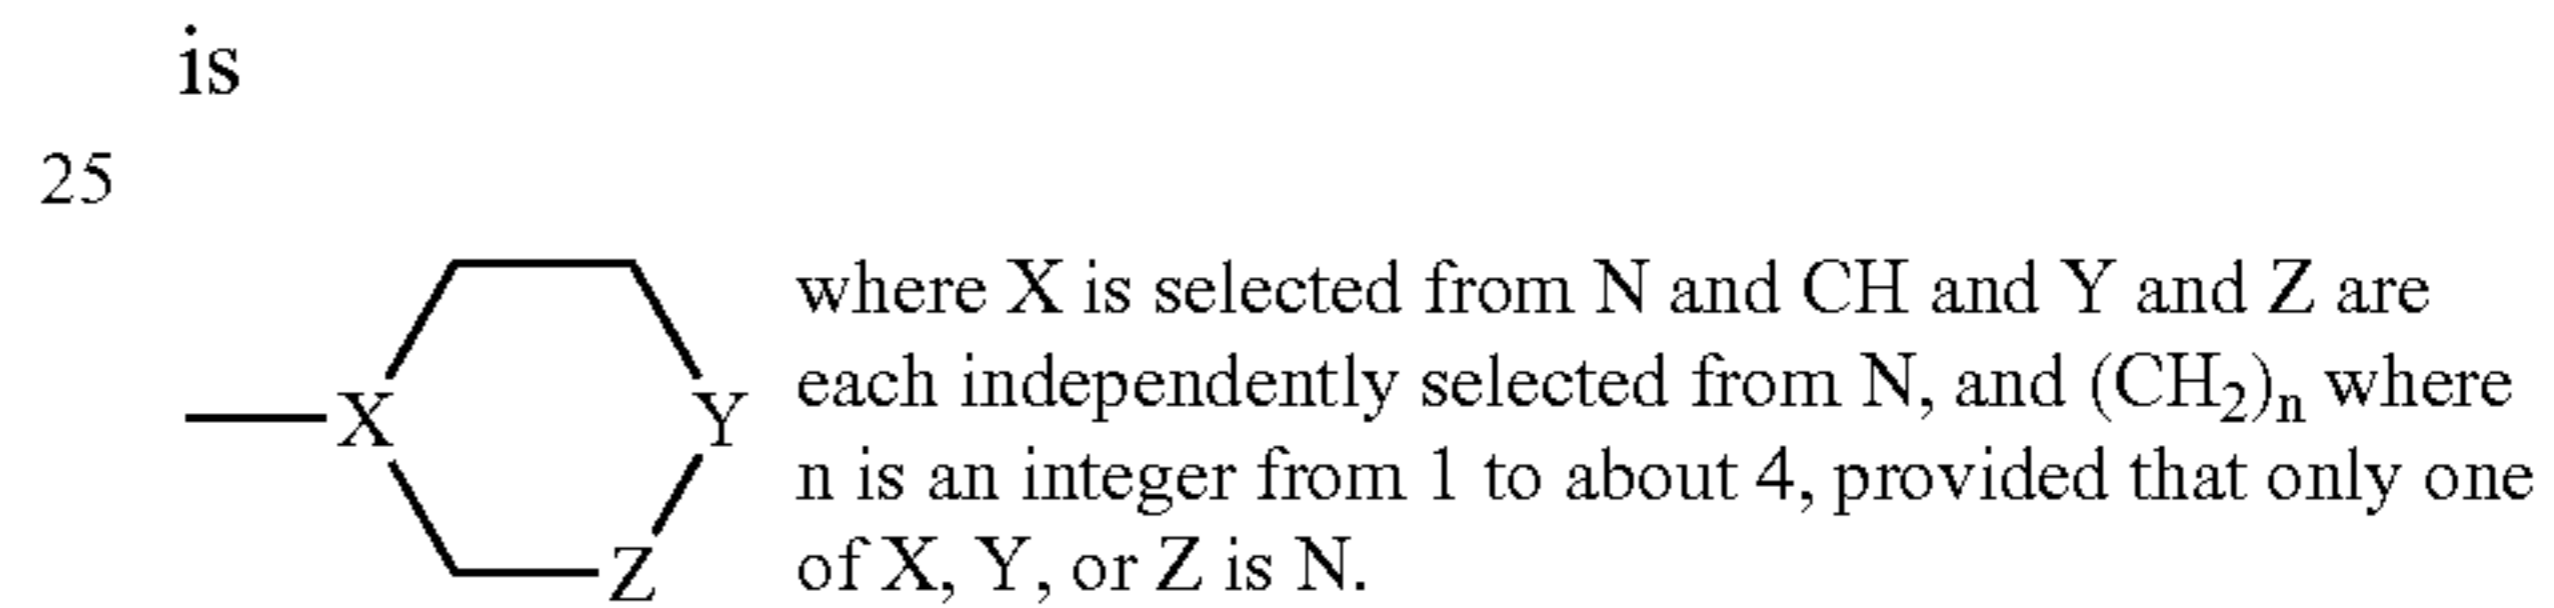 is
25
where X is selected from N and CH and Y and Z are
each independently selected from N, and (CH₂)ₙ where
n is an integer from 1 to about 4, provided that only one
of X, Y, or Z is N.
X
Y
Z